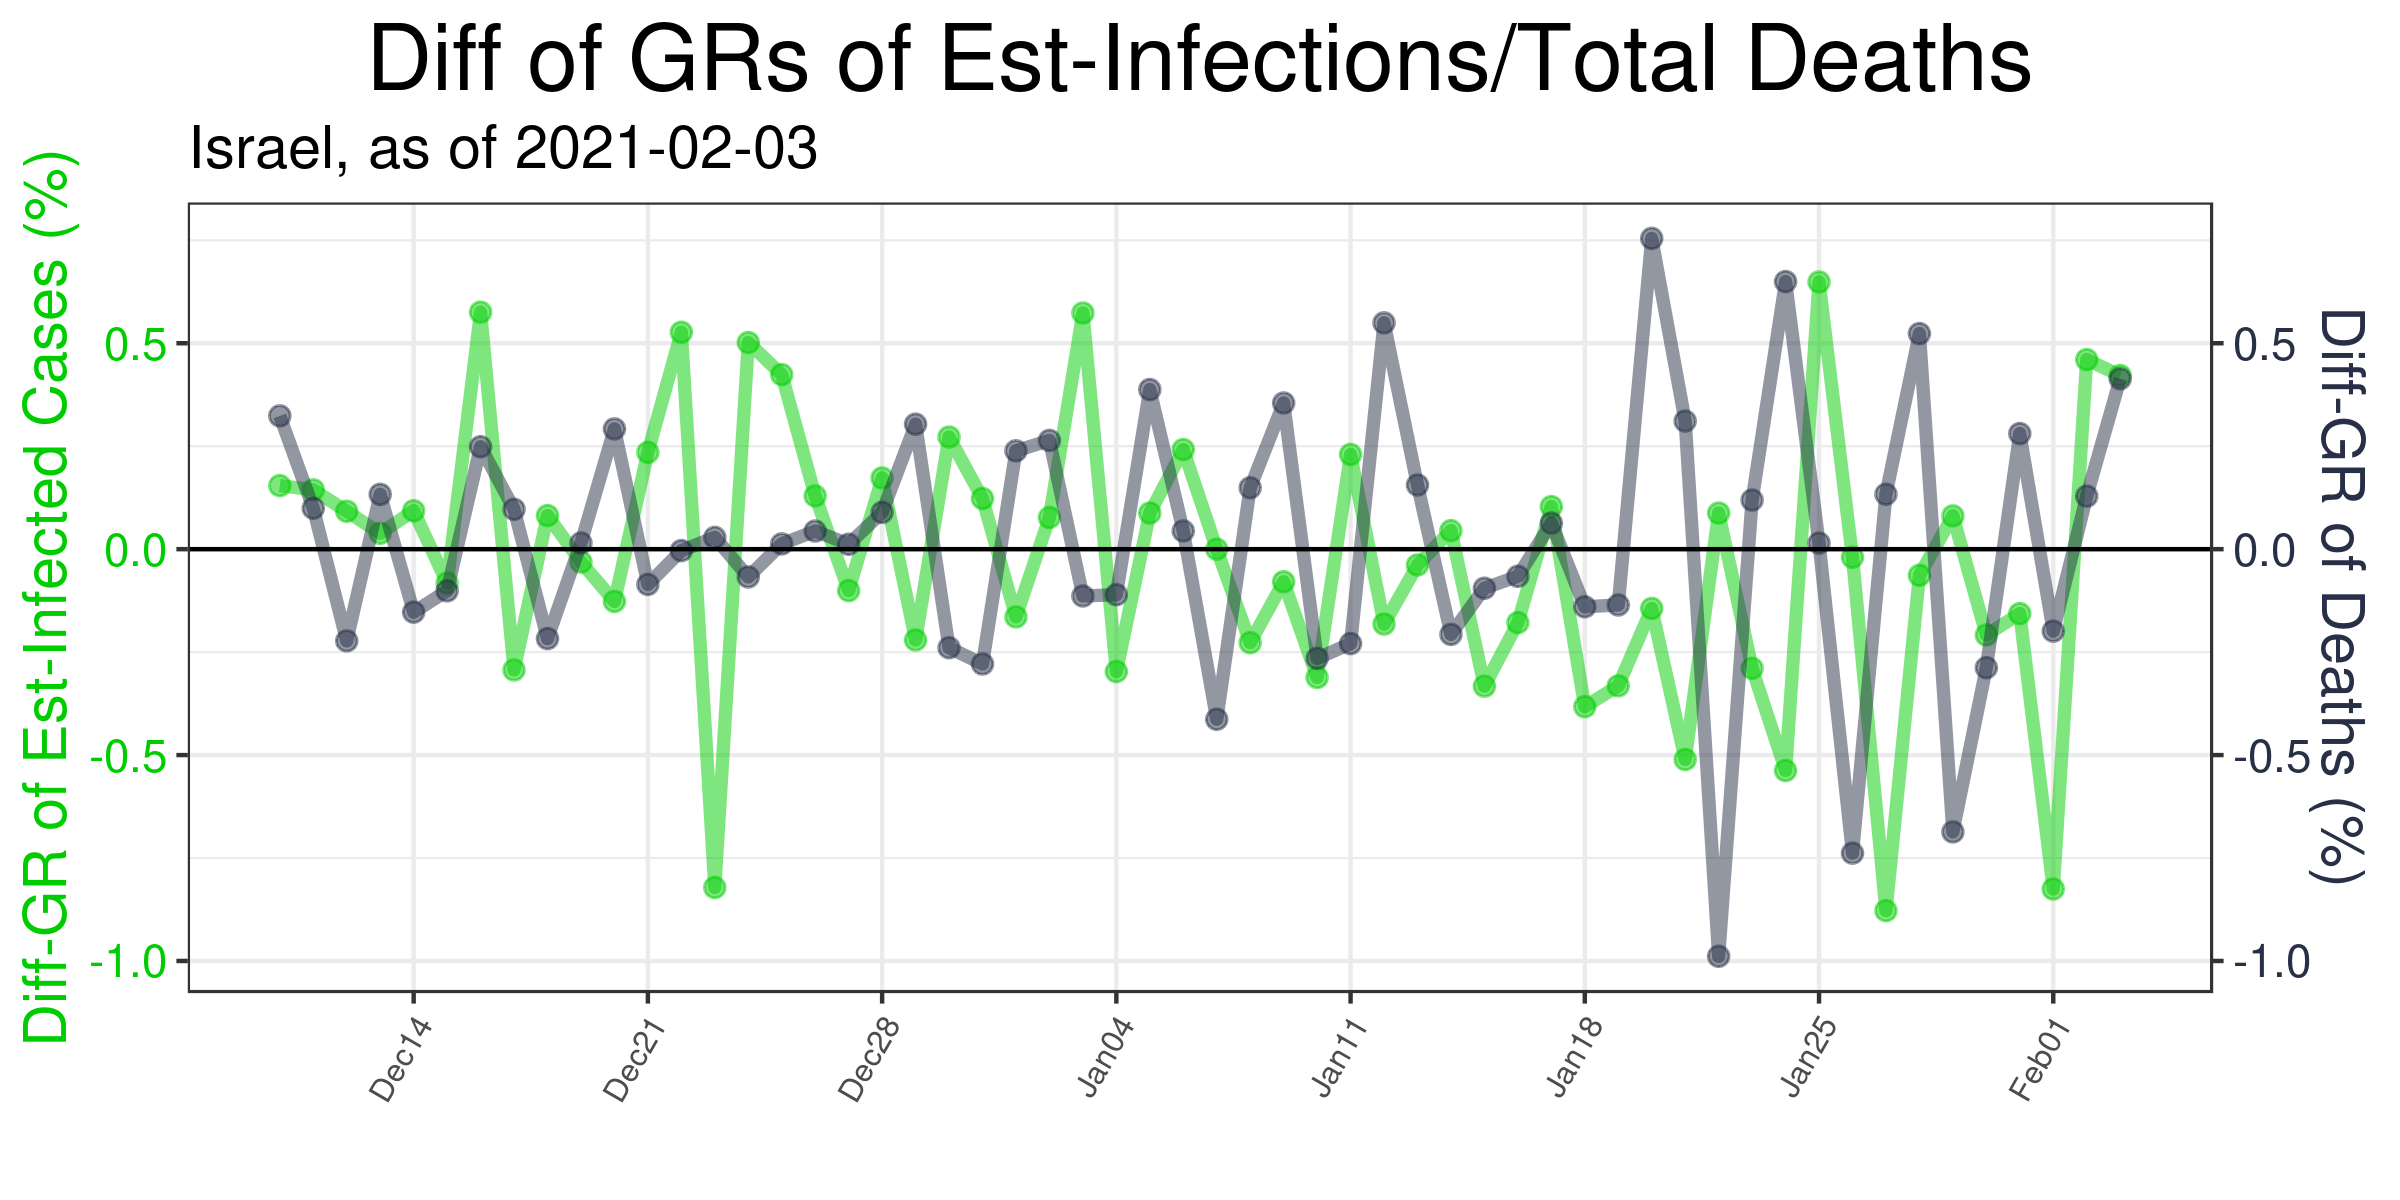 Diff of GRs of Est-Infections/Total Deaths
Israel, as of 2021-02-03
Diff-GR of Est-Infected Cases (%)
0.5
0.0
-0.5
-1.0
0.5
0.0
-0.5
-1.0
Diff-GR of Deaths (%)
Dec14
Dec21
Dec28
Jan04
Jan11
Jan18
Jan25
Feb01